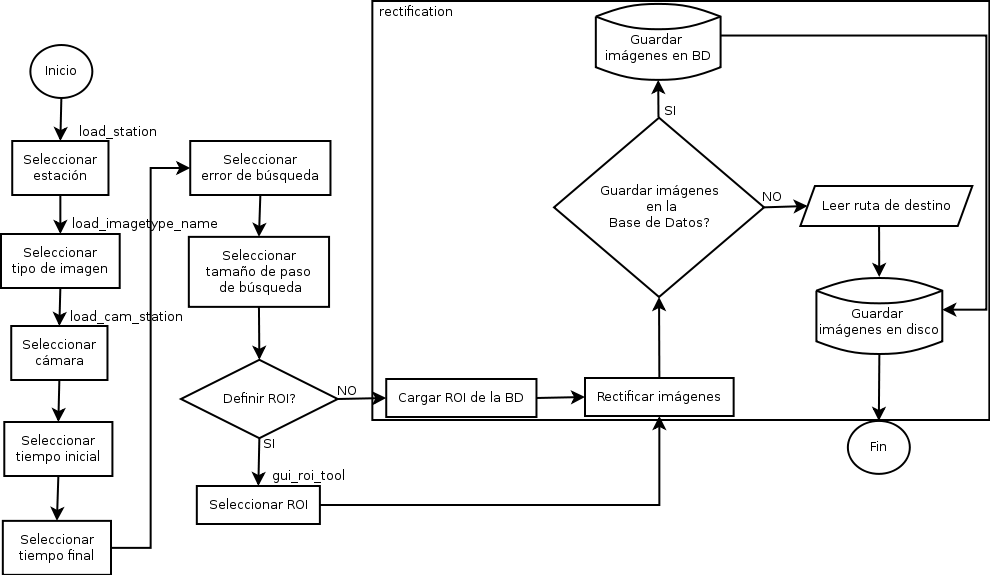 Inicio
load_station
Seleccionar
estación
load_imagetype_name
Seleccionar
tipo de imagen
load_cam_station
Seleccionar
cámara
Seleccionar
tiempo inicial
Seleccionar
tiempo final
Seleccionar
error de búsqueda
Seleccionar
tamaño de paso
de búsqueda
Definir ROI?
NO
SI
gui_roi_tool
Seleccionar ROI
rectification
Cargar ROI de la BD
Rectificar imágenes
Guardar imágenes
en la
Base de Datos?
SI
NO
Guardar
imágenes en BD
Leer ruta de destino
Guardar
imágenes en disco
Fin